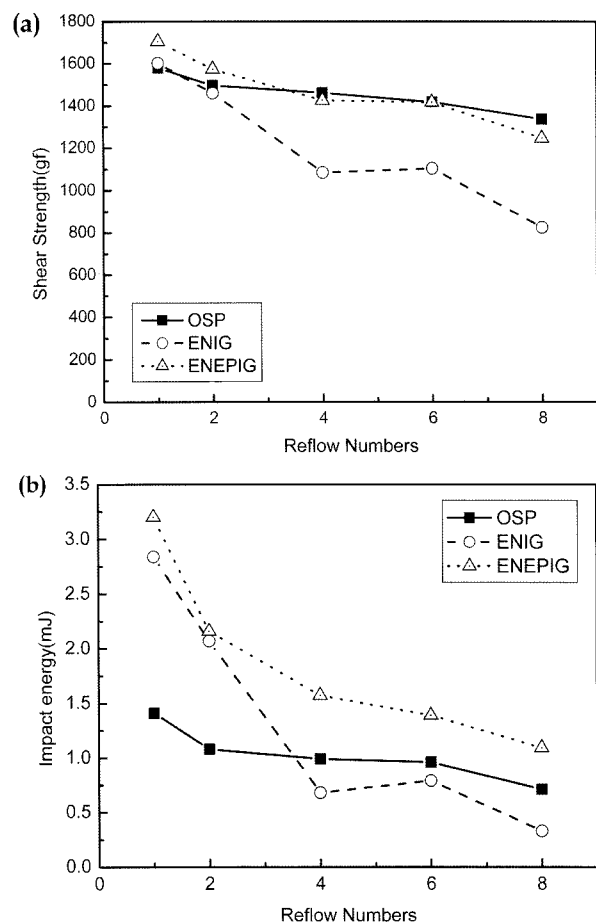 (a)
1800
1600
1400
1200
1000
800
600
400
200
0
Shear Strength(gf)
OSP
ENIG
ENEPIG
0 2 4 6 8
Reflow Numbers
(b)
3.5
3.0
2.5
2.0
1.5
1.0
0.5
0.0
Impact energy(mJ)
OSP
ENIG
ENEPIG
0 2 4 6 8
Reflow Numbers